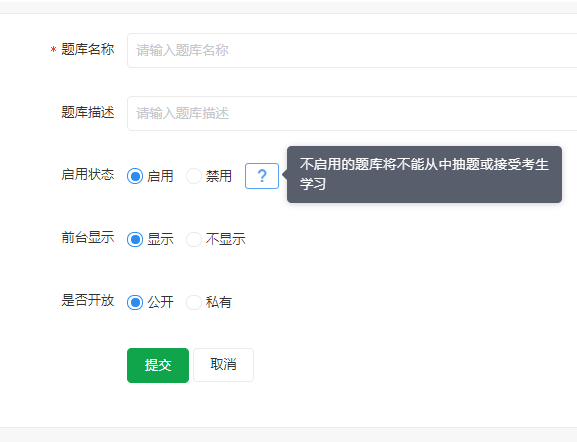 * 题库名称 请输入题库名称
题库描述 请输入题库描述
启用状态 启用 禁用 ? 不启用的题库将不能从中抽题或接受考生
学习
前台显示 显示 不显示
是否开放 公开 私有
提交 取消